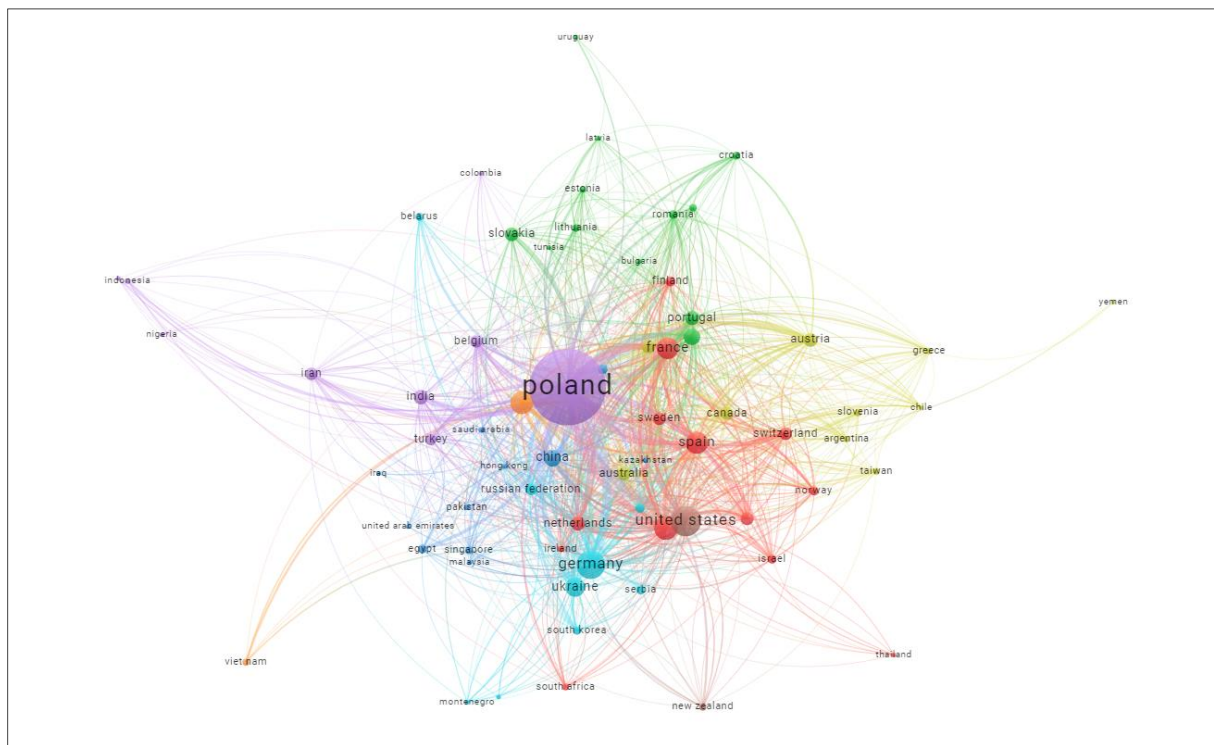 uruguay
latvia
croatia
colombia
estonia
belarus
romania
lithuania
slovakia
tunisia
bulgaria
indonesia
finland
yemen
portugal
nigeria
belgium
austria
france
greece
iran
poland
india
chile
canada
slovenia
sweden
saudi arabia
switzerland
turkey
spain
argentina
china
kazakhstan
hong kong
taiwan
iraq
australia
russian federation
norway
pakistan
united arab emirates
netherlands
united states
egypt
singapore
ireland
malaysia
israel
germany
ukraine
serbia
south korea
thailand
viet nam
south africa
montenegro
new zealand